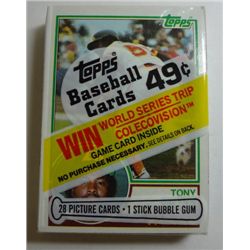 topps
topps
Baseball
Cards
49¢
WIN WORLD SERIES TRIP
COLECOVISION™
GAME CARD INSIDE
NO PURCHASE NECESSARY. SEE DETAILS ON BACK.
TONY
28 PICTURE CARDS • 1 STICK BUBBLE GUM